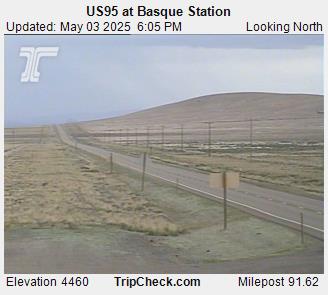 US95 at Basque Station
Updated: May 03 2025 6:05 PM Looking North
Elevation 4460 TripCheck.com Milepost 91.62